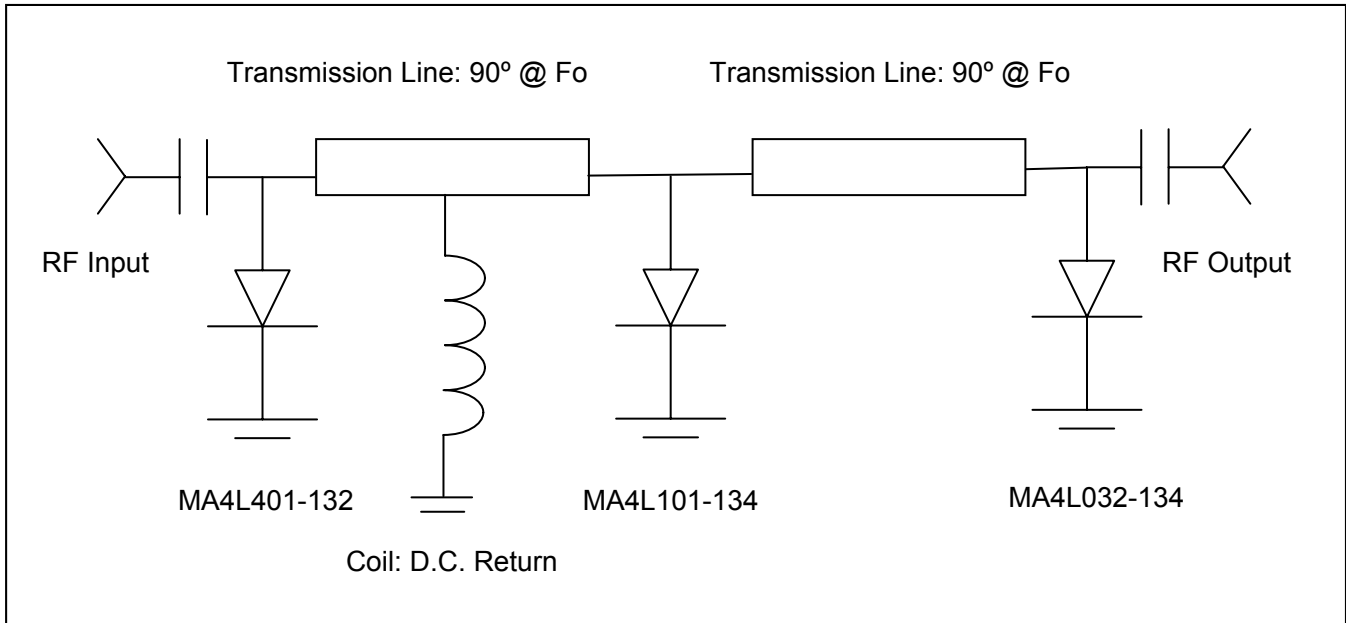 Transmission Line: 90º @ Fo
Transmission Line: 90º @ Fo
RF Input
RF Output
MA4L401-132
MA4L101-134
MA4L032-134
Coil: D.C. Return